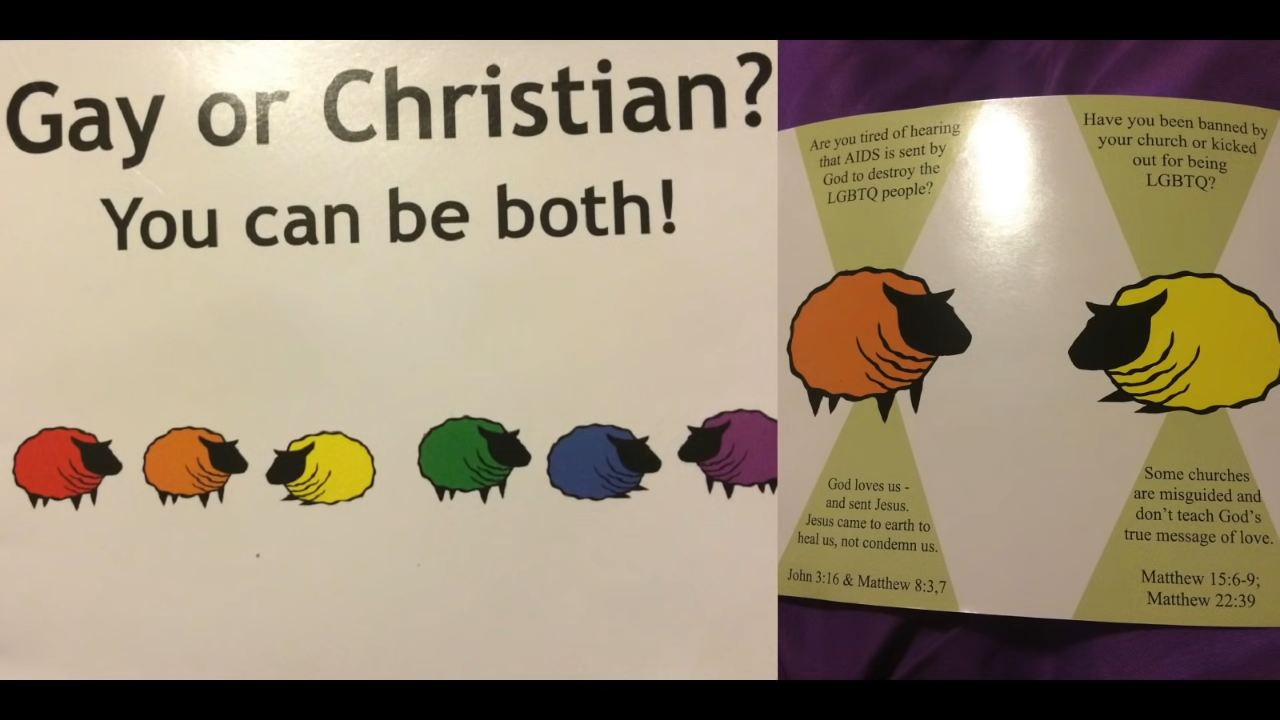 Gay or Christian?
You can be both!
Are you tired of hearing
that AIDS is sent by
God to destroy the
LGBTQ people?
God loves us -
and sent Jesus.
Jesus came to earth to
heal us, not condemn us.
John 3:16 & Matthew 8:3,7
Have you been banned by
your church or kicked
out for being
LGBTQ?
Some churches
are misguided and
don't teach God's
true message of love.
Matthew 15:6-9;
Matthew 22:39